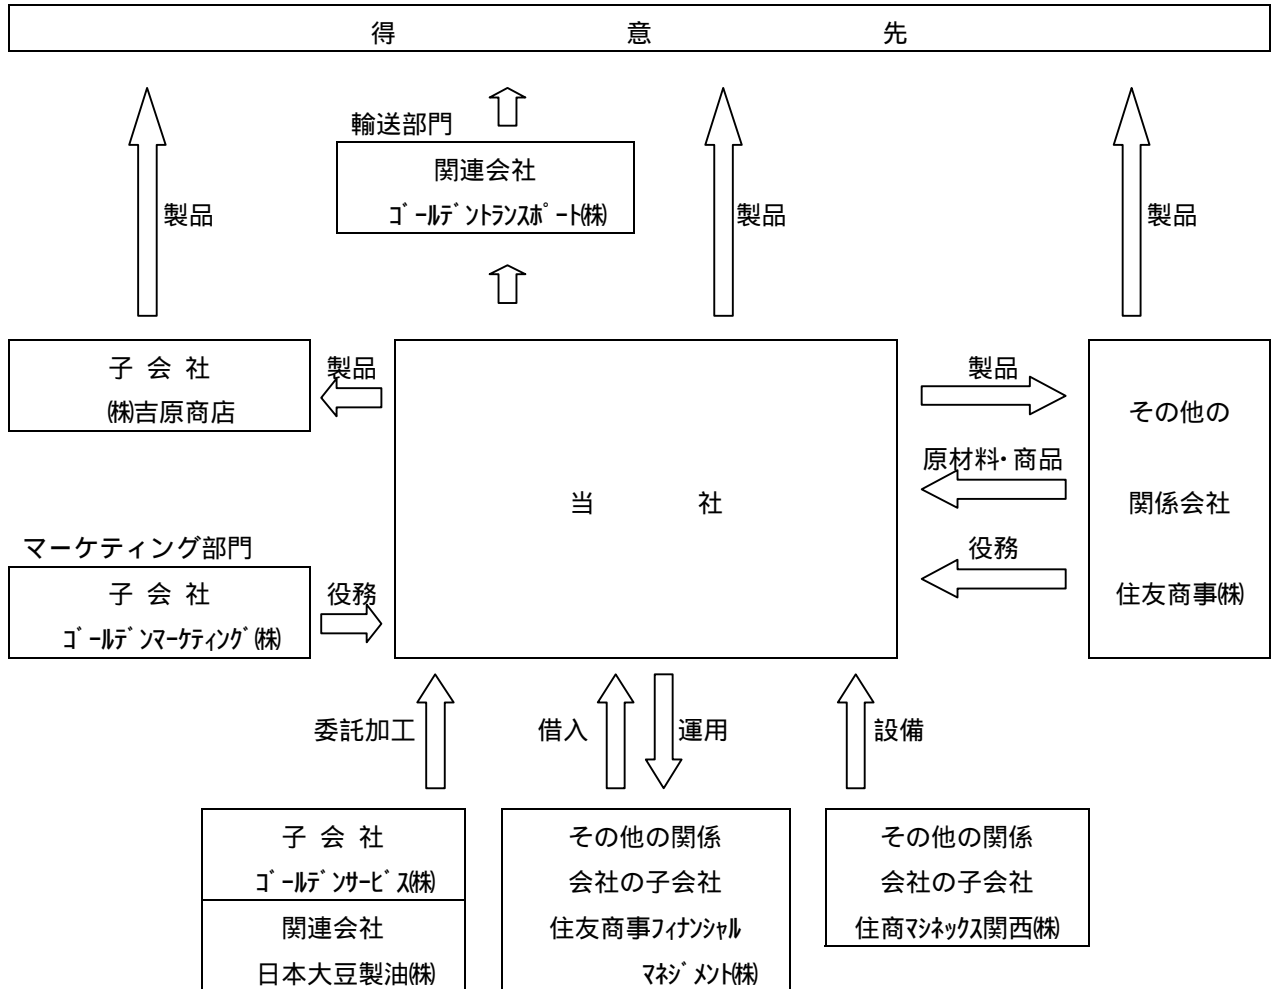 得 意 先
輸送部門
関連会社
ｺﾞｰﾙﾃﾞﾝﾄﾗﾝｽﾎﾟｰﾄ㈱
製品
製品
製品
子 会 社
㈱吉原商店
製品
製品
原材料･商品
役務
当 社
その他の
関係会社
住友商事㈱
マーケティング部門
子 会 社
ｺﾞｰﾙﾃﾞﾝﾏｰｹﾃｨﾝｸﾞ㈱
役務
委託加工
借入
運用
設備
子 会 社
ｺﾞｰﾙﾃﾞﾝｻｰﾋﾞｽ㈱
関連会社
日本大豆製油㈱
その他の関係
会社の子会社
住友商事ﾌｨﾅﾝｼｬﾙ
ﾏﾈｼﾞﾒﾝﾄ㈱
その他の関係
会社の子会社
住商ﾏｼﾈｯｸｽ関西㈱